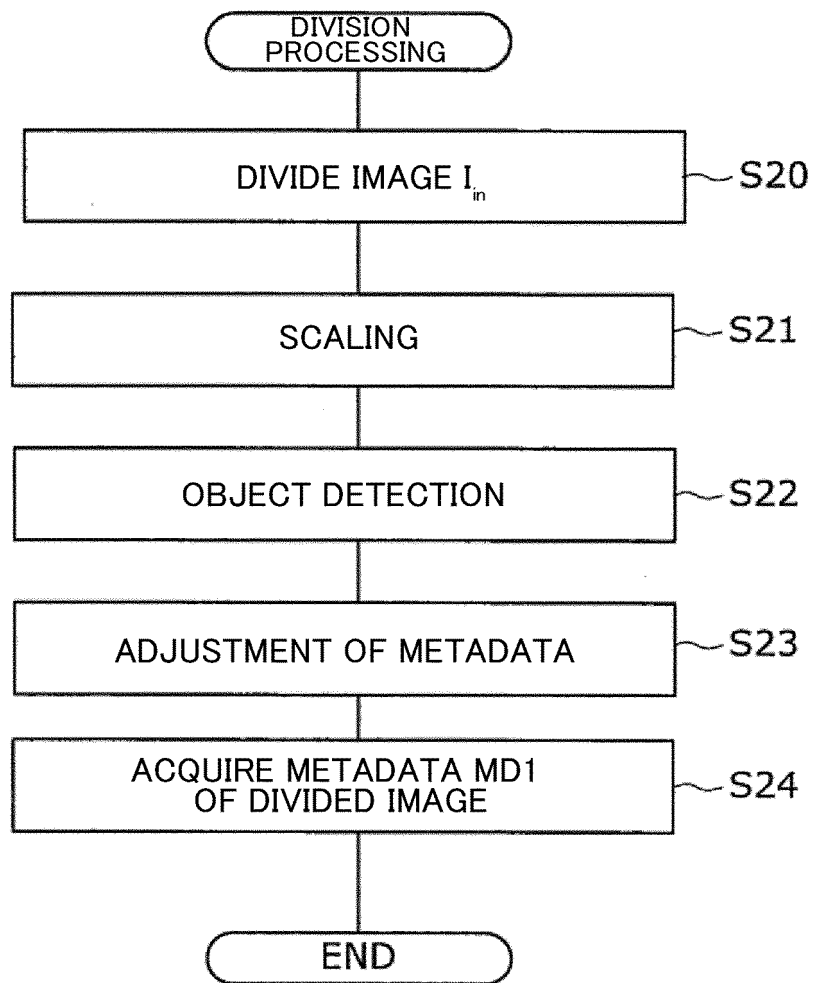 DIVISION
PROCESSING
DIVIDE IMAGE I_in
S20
SCALING
S21
OBJECT DETECTION
S22
ADJUSTMENT OF METADATA
S23
ACQUIRE METADATA MD1
OF DIVIDED IMAGE
S24
END